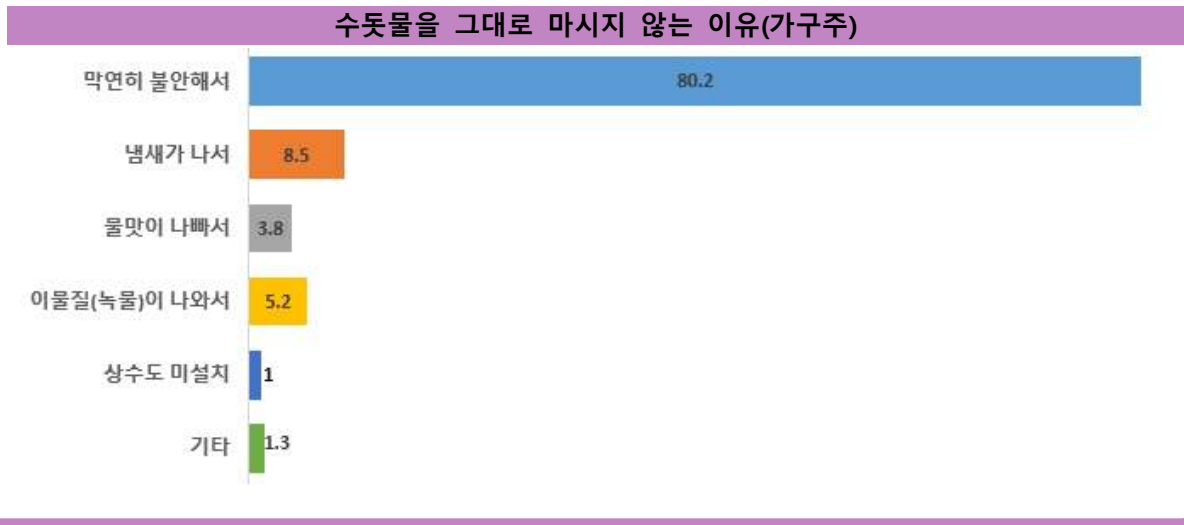 수돗물을 그대로 마시지 않는 이유(가구주)
막연히 불안해서 80.2
냄새가 나서 8.5
물맛이 나빠서 3.8
이물질(녹물)이 나와서 5.2
상수도 미설치 1
기타 1.3